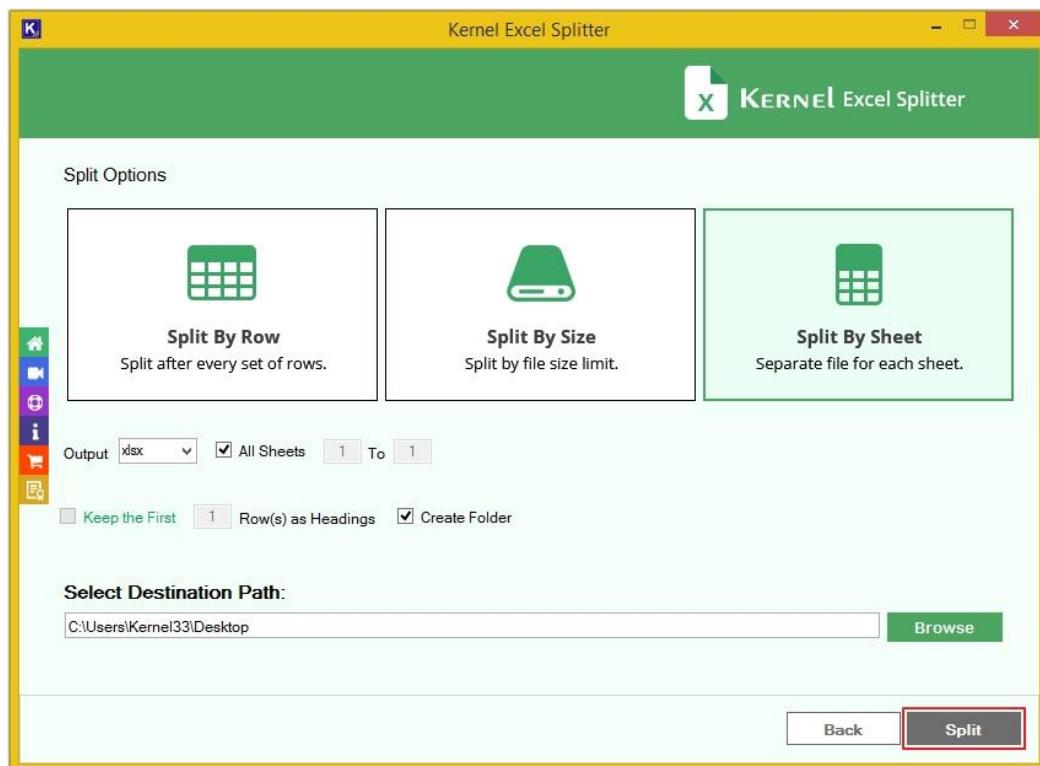 K
Kernel Excel Splitter
X KERNEL Excel Splitter
Split Options
Split By Row
Split after every set of rows.
Split By Size
Split by file size limit.
Split By Sheet
Separate file for each sheet.
i
Output xlsx All Sheets 1 To 1
Keep the First 1 Row(s) as Headings Create Folder
Select Destination Path:
C:\Users\Kernel33\Desktop Browse
Back Split